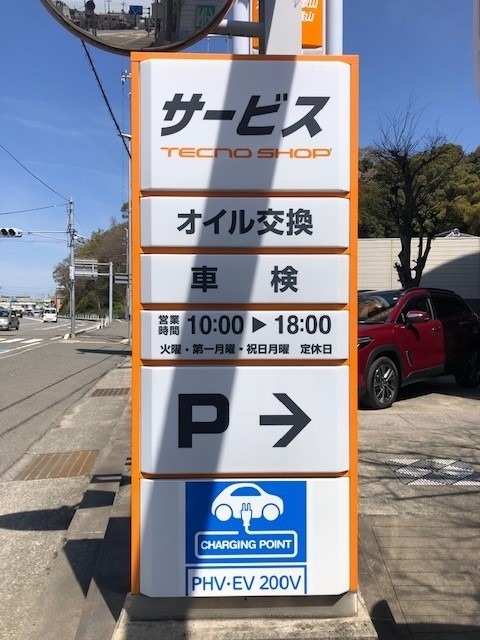 サービス
TECNO SHOP
オイル交換
車 検
営業時間 10:00 ▶ 18:00
火曜・第一月曜・祝日月曜 定休日
P →
CHARGING POINT
PHV・EV 200V